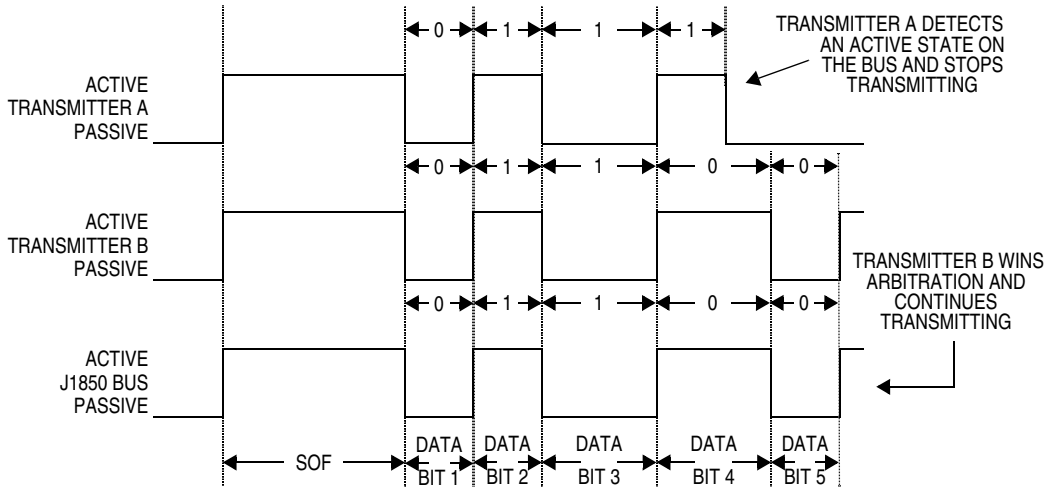 0 1 1 1
TRANSMITTER A DETECTS
AN ACTIVE STATE ON
THE BUS AND STOPS
TRANSMITTING
ACTIVE
TRANSMITTER A
PASSIVE
0 1 1 0 0
ACTIVE
TRANSMITTER B
PASSIVE
TRANSMITTER B WINS
ARBITRATION AND
CONTINUES
TRANSMITTING
0 1 1 0 0
ACTIVE
J1850 BUS
PASSIVE
SOF
DATA
BIT 1
DATA
BIT 2
DATA
BIT 3
DATA
BIT 4
DATA
BIT 5